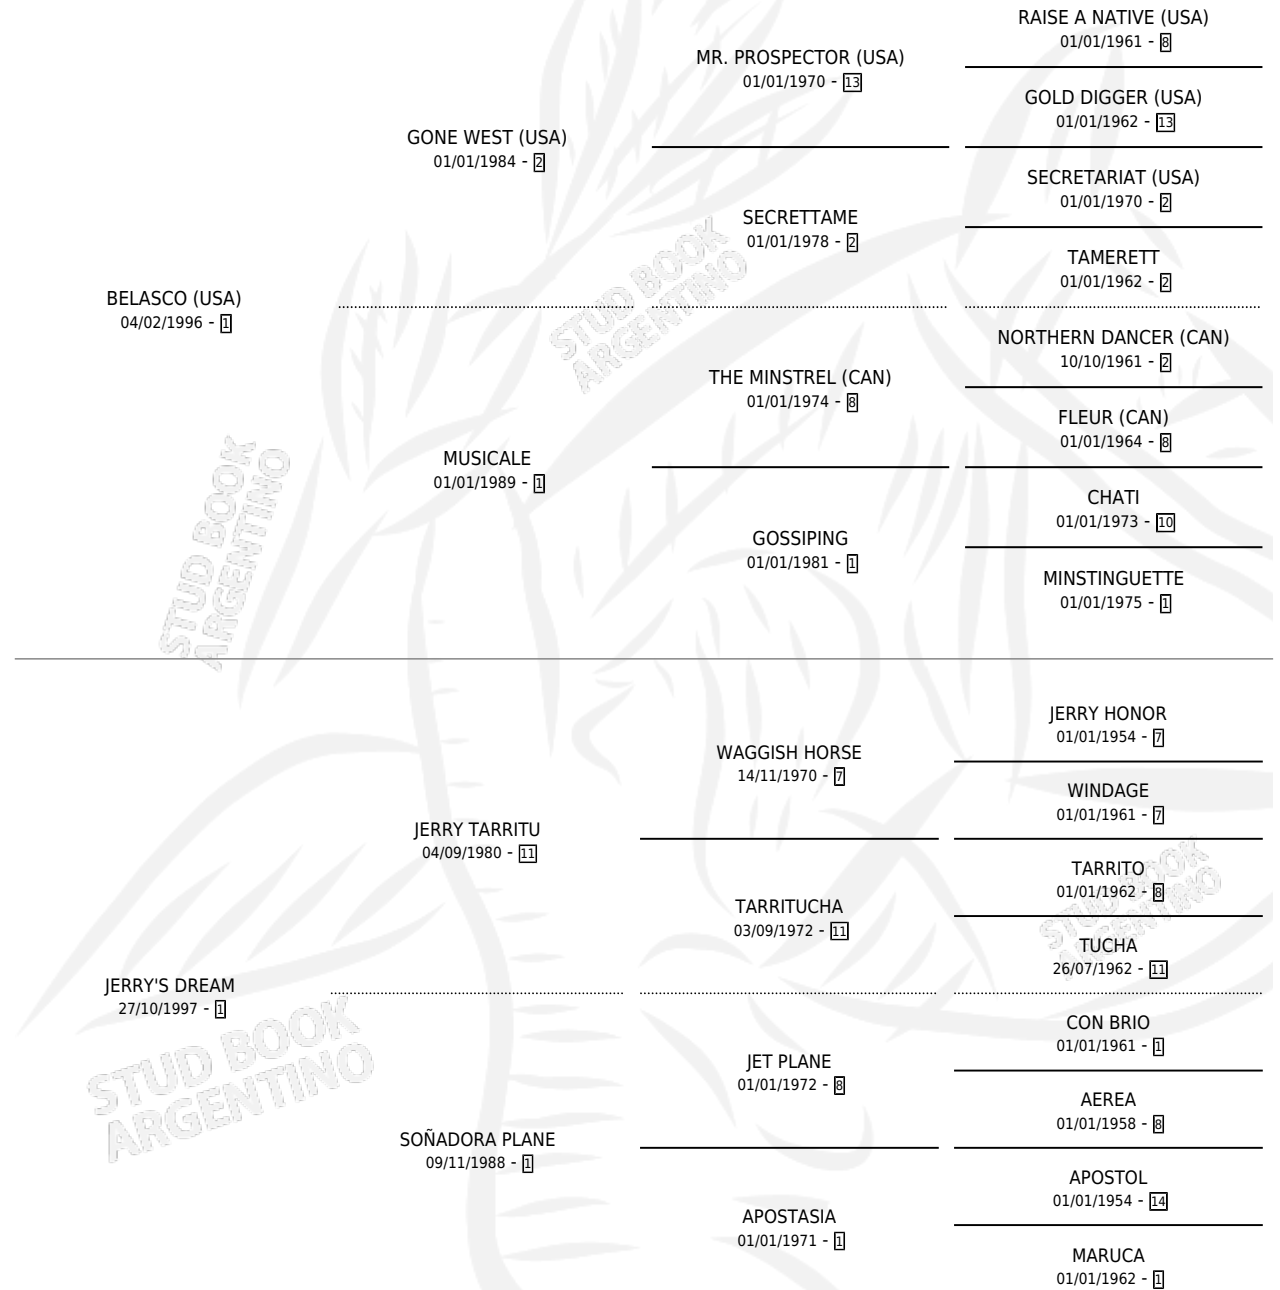 RAISE A NATIVE (USA)
01/01/1961 - 8
MR. PROSPECTOR (USA)
01/01/1970 - 13
GOLD DIGGER (USA)
01/01/1962 - 13
GONE WEST (USA)
01/01/1984 - 2
SECRETARIAT (USA)
01/01/1970 - 2
SECRETTAME
01/01/1978 - 2
TAMERETT
01/01/1962 - 2
BELASCO (USA)
04/02/1996 - 1
NORTHERN DANCER (CAN)
10/10/1961 - 2
THE MINSTREL (CAN)
01/01/1974 - 8
FLEUR (CAN)
01/01/1964 - 8
MUSICALE
01/01/1989 - 1
CHATI
01/01/1973 - 10
GOSSIPING
01/01/1981 - 1
MINSTINGUETTE
01/01/1975 - 1
JERRY HONOR
01/01/1954 - 7
WAGGISH HORSE
14/11/1970 - 7
WINDAGE
01/01/1961 - 7
JERRY TARRITU
04/09/1980 - 11
TARRITO
01/01/1962 - 8
TARRITUCHA
03/09/1972 - 11
TUCHA
26/07/1962 - 11
JERRY'S DREAM
27/10/1997 - 1
CON BRIO
01/01/1961 - 1
JET PLANE
01/01/1972 - 8
AEREA
01/01/1958 - 8
SOÑADORA PLANE
09/11/1988 - 1
APOSTOL
01/01/1954 - 14
APOSTASIA
01/01/1971 - 1
MARUCA
01/01/1962 - 1
STUD BOOK
ARGENTINO
STUD BOOK
ARGENTINO
STUD BOOK
ARGENTINO
STUD BOOK
ARGENTINO